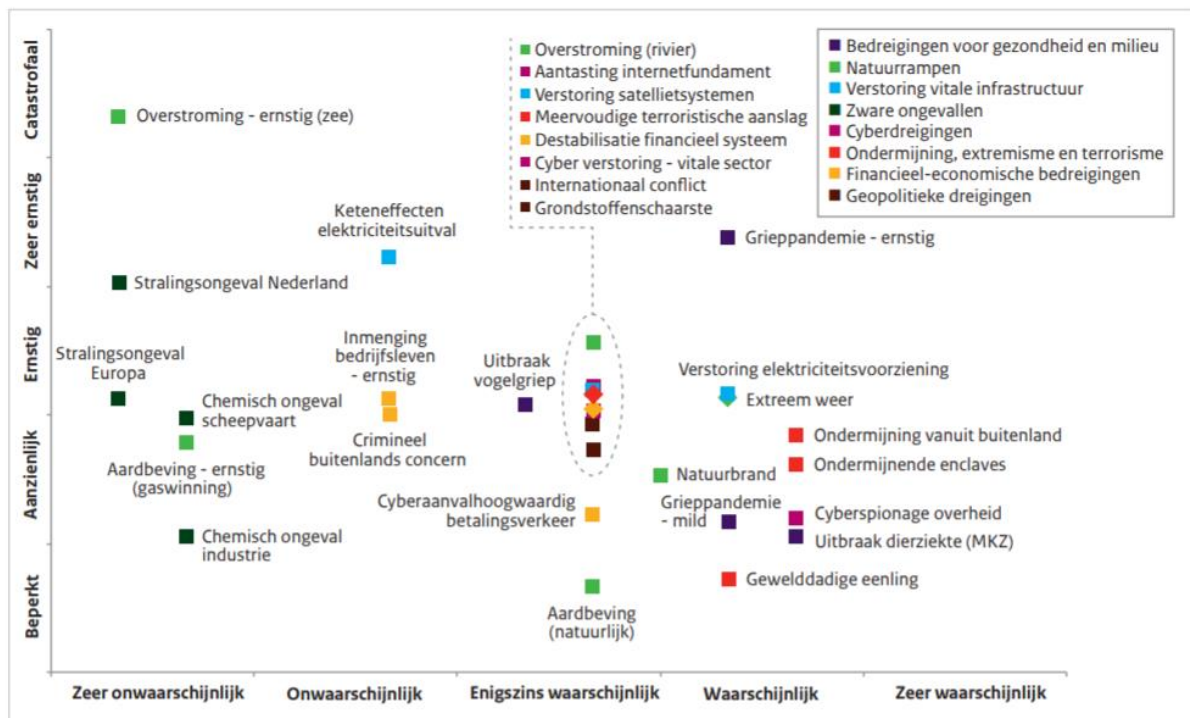 Catastrofaal
Zeer ernstig
Ernstig
Aanzienlijk
Beperkt
Overstroming - ernstig (zee)
Overstroming (rivier)
Aantasting internetfundament
Verstoring satellietsystemen
Meervoudige terroristische aanslag
Destabilisatie financieel systeem
Cyber verstoring - vitale sector
Internationaal conflict
Grondstoffenschaarste
Bedreigingen voor gezondheid en milieu
Natuurrampen
Verstoring vitale infrastructuur
Zware ongevallen
Cyberdreigingen
Ondermijning, extremisme en terrorisme
Financieel-economische bedreigingen
Geopolitieke dreigingen
Keteneffecten
elektriciteitsuitval
Grieppandemie - ernstig
Stralingsongeval Nederland
Stralingsongeval
Europa
Inmenging
bedrijfsleven
- ernstig
Uitbraak
vogelgriep
Verstoring elektriciteitsvoorziening
Extreem weer
Chemisch ongeval
scheepvaart
Crimineel
buitenlands concern
Ondermijning vanuit buitenland
Ondermijnende enclaves
Aardbeving - ernstig
(gaswinning)
Natuurbrand
Cyberaanvalhoogwaardig
betalingsverkeer
Grieppandemie
- mild
Cyberspionage overheid
Uitbraak dierziekte (MKZ)
Chemisch ongeval
industrie
Gewelddadige eenling
Aardbeving
(natuurlijk)
Zeer onwaarschijnlijk
Onwaarschijnlijk
Enigszins waarschijnlijk
Waarschijnlijk
Zeer waarschijnlijk